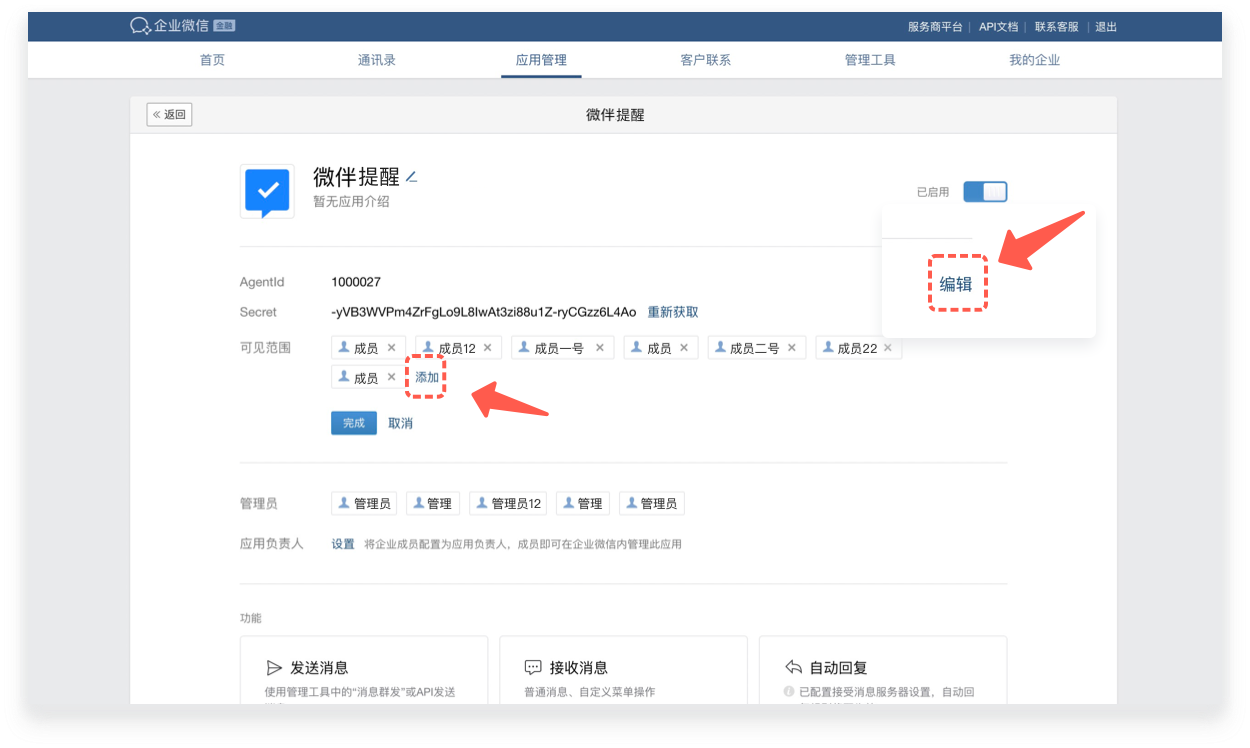 企业微信 金融
服务商平台 | API文档 | 联系客服 | 退出
首页 通讯录 应用管理 客户联系 管理工具 我的企业
« 返回 微伴提醒
微伴提醒
暂无应用介绍
已启用
编辑
AgentId 1000027
Secret -yVB3WVPm4ZrFgLo9L8IwAt3zi88u1Z-ryCGzz6L4Ao 重新获取
可见范围 成员 × 成员12 × 成员一号 × 成员 × 成员二号 × 成员22 ×
成员 × 添加
完成 取消
管理员 管理员 管理 管理员12 管理 管理员
应用负责人 设置 将企业成员配置为应用负责人，成员即可在企业微信内管理此应用
功能
发送消息 接收消息 自动回复
使用管理工具中的“消息群发”或API发送 普通消息、自定义菜单操作 已配置接受消息服务器设置，自动回